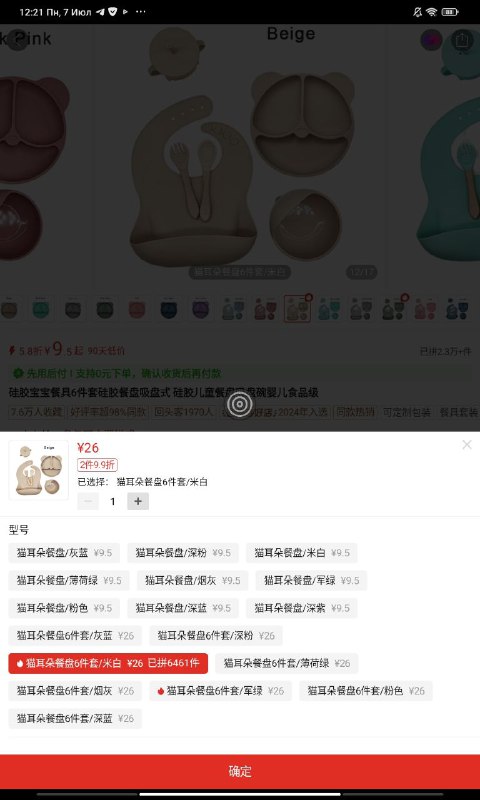 12:21 Пн, 7 Июл
k Pink
Beige
猫耳朵餐盘6件套/米白
12/17
5.8折 ¥9.5起 90天低价
已拼2.3万+件
先用后付！支持0元下单，确认收货后再付款
硅胶宝宝餐具6件套硅胶餐盘吸盘式 硅胶儿童餐盘
碗婴儿食品级
7.6万人收藏 好评率超98%同款 回头客1970人
2024年入选 同款热销 可定制包装 餐具套装
Beige
¥26
2件9.9折
已选择： 猫耳朵餐盘6件套/米白
− 1 +
型号
猫耳朵餐盘/灰蓝 ¥9.5 猫耳朵餐盘/深粉 ¥9.5 猫耳朵餐盘/米白 ¥9.5
猫耳朵餐盘/薄荷绿 ¥9.5 猫耳朵餐盘/烟灰 ¥9.5 猫耳朵餐盘/军绿 ¥9.5
猫耳朵餐盘/粉色 ¥9.5 猫耳朵餐盘/深蓝 ¥9.5 猫耳朵餐盘/深紫 ¥9.5
猫耳朵餐盘6件套/灰蓝 ¥26 猫耳朵餐盘6件套/深粉 ¥26
猫耳朵餐盘6件套/米白 ¥26 已拼6461件 猫耳朵餐盘6件套/薄荷绿 ¥26
猫耳朵餐盘6件套/烟灰 ¥26 猫耳朵餐盘6件套/军绿 ¥26 猫耳朵餐盘6件套/粉色 ¥26
猫耳朵餐盘6件套/深蓝 ¥26
确定